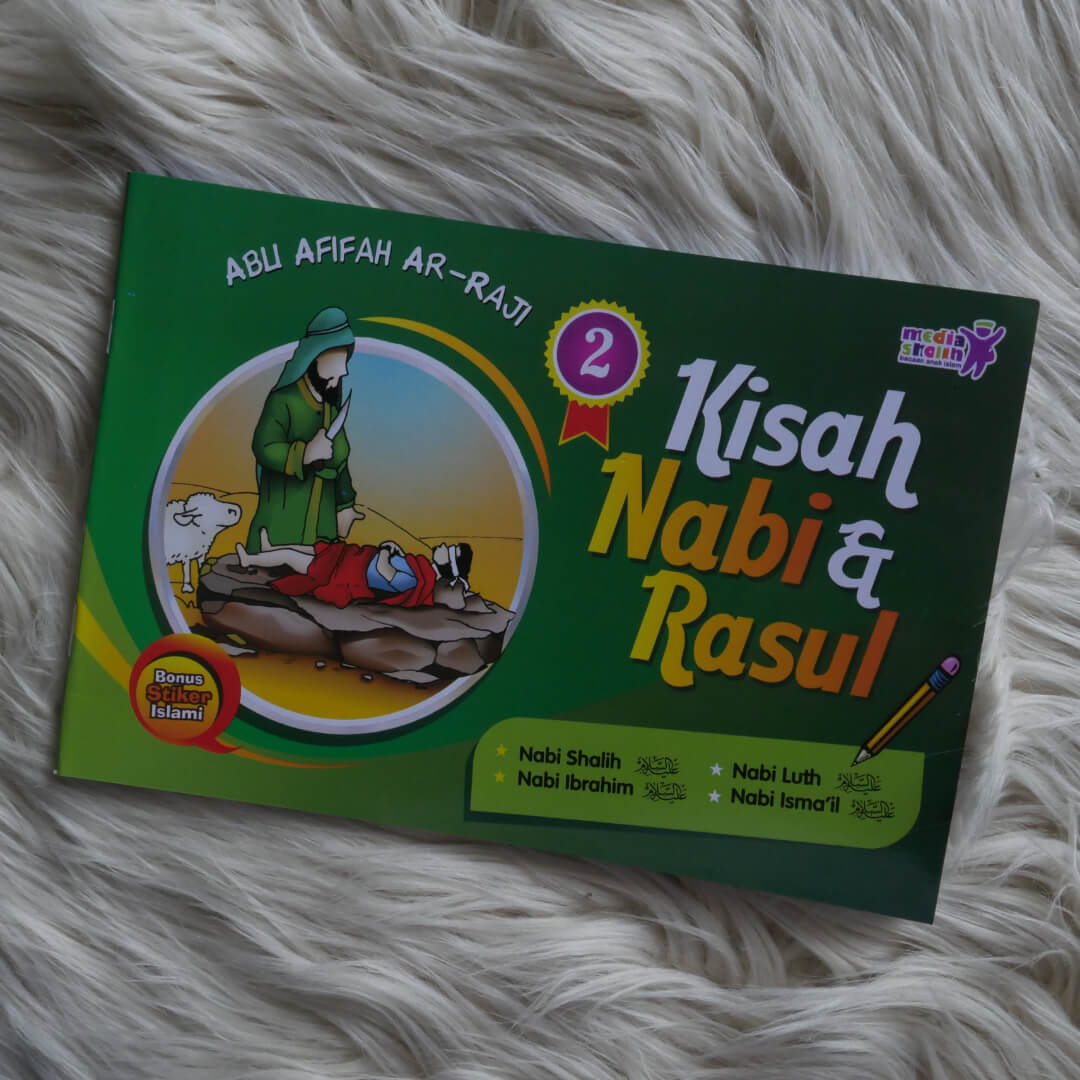 ABU AFIFAH AR-RAJI
2
media
shalih
bacaan anak islam
Kisah
Nabi &
Rasul
Bonus
Stiker
Islami
Nabi Shalih عليه السلام
Nabi Ibrahim عليه السلام
Nabi Luth عليه السلام
Nabi Isma'il عليه السلام